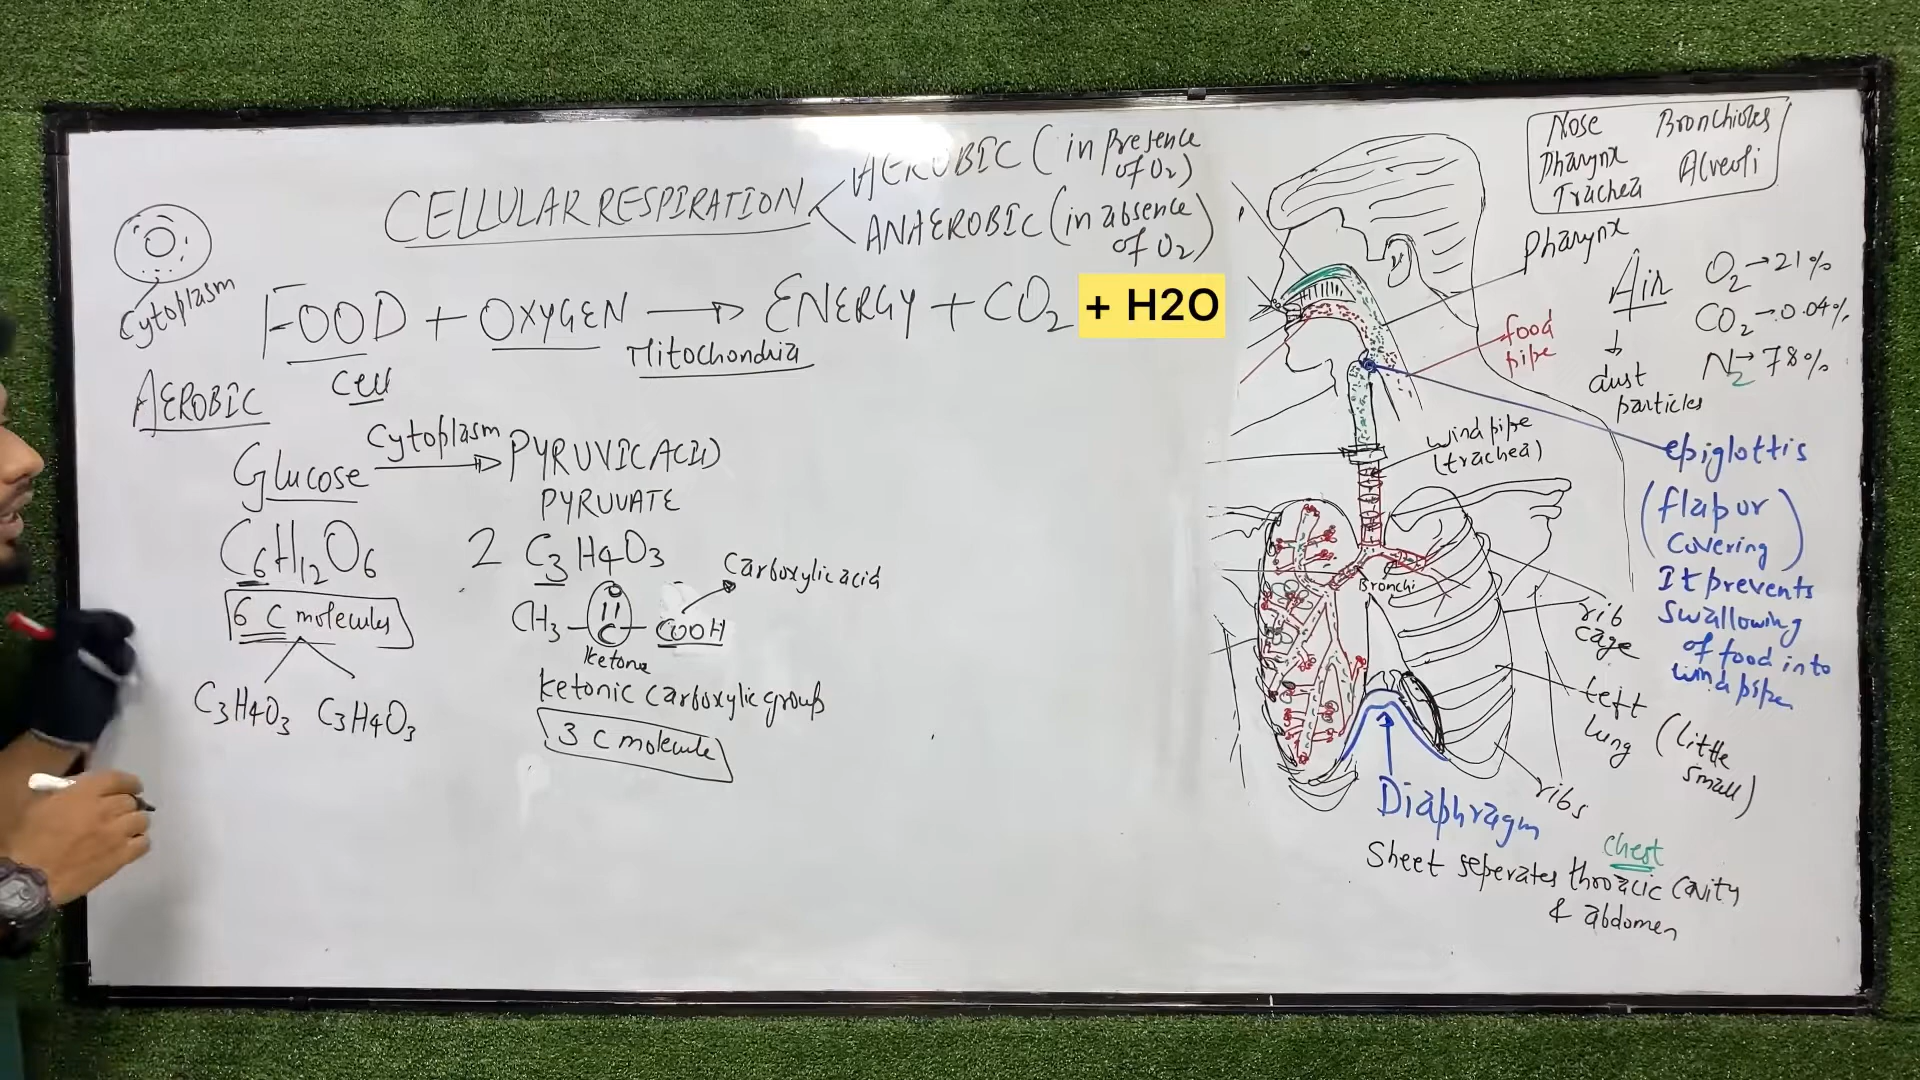 CELLULAR RESPIRATION
AEROBIC (in presence
of O2)
ANAEROBIC (in absence
of O2)
Cytoplasm
FOOD + OXYGEN → ENERGY + CO2 + H2O
Cell
Mitochondria
AEROBIC
Glucose
Cytoplasm
PYRUVIC ACID
PYRUVATE
C6H12O6
2 C3H4O3
6 C molecules
C3H4O3 C3H4O3
CH3 - C - COOH
O
Carboxylic acid
ketone
ketonic carboxylic group
3 C molecule
Nose Bronchioles
Pharynx Alveoli
Trachea
Pharynx
Air
O2 → 21%
CO2 → 0.04%
N2 → 78%
dust
particles
food
pipe
wind pipe
(trachea)
epiglottis
(flap or
covering)
It prevents
swallowing
of food into
wind pipe
Bronchi
rib
cage
left
lung (little
small)
ribs
Diaphragm
chest
Sheet seperates throacic cavity
& abdomen